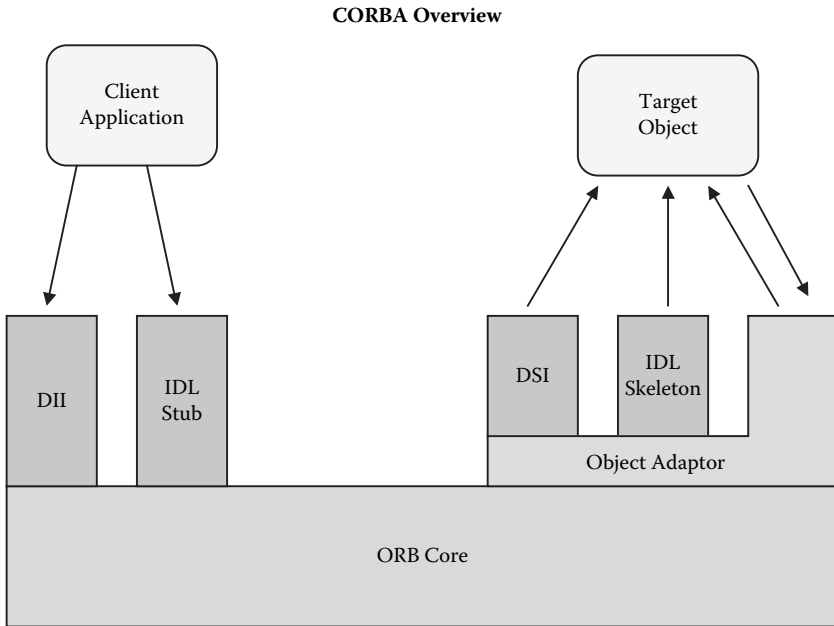 CORBA Overview
Client
Application
Target
Object
DII
IDL
Stub
DSI
IDL
Skeleton
Object Adaptor
ORB Core